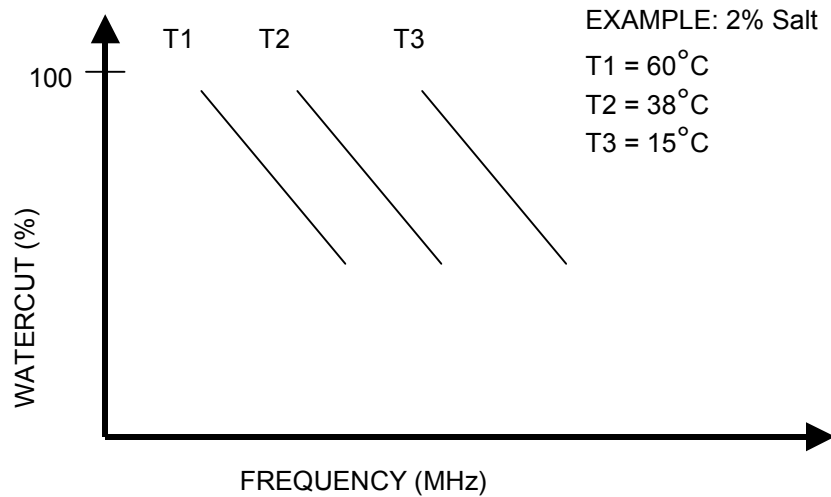 EXAMPLE: 2% Salt
T1 T2 T3
T1 = 60°C
T2 = 38°C
T3 = 15°C
100
WATERCUT (%)
FREQUENCY (MHz)